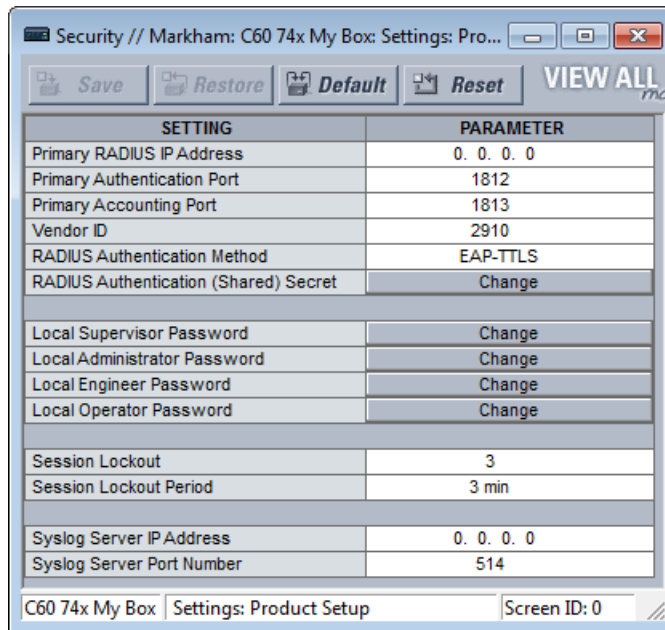 Security // Markham: C60 74x My Box: Settings: Pro...
Save Restore Default Reset VIEW ALL
SETTING PARAMETER
Primary RADIUS IP Address 0. 0. 0. 0
Primary Authentication Port 1812
Primary Accounting Port 1813
Vendor ID 2910
RADIUS Authentication Method EAP-TTLS
RADIUS Authentication (Shared) Secret Change
Local Supervisor Password Change
Local Administrator Password Change
Local Engineer Password Change
Local Operator Password Change
Session Lockout 3
Session Lockout Period 3 min
Syslog Server IP Address 0. 0. 0. 0
Syslog Server Port Number 514
C60 74x My Box Settings: Product Setup Screen ID: 0